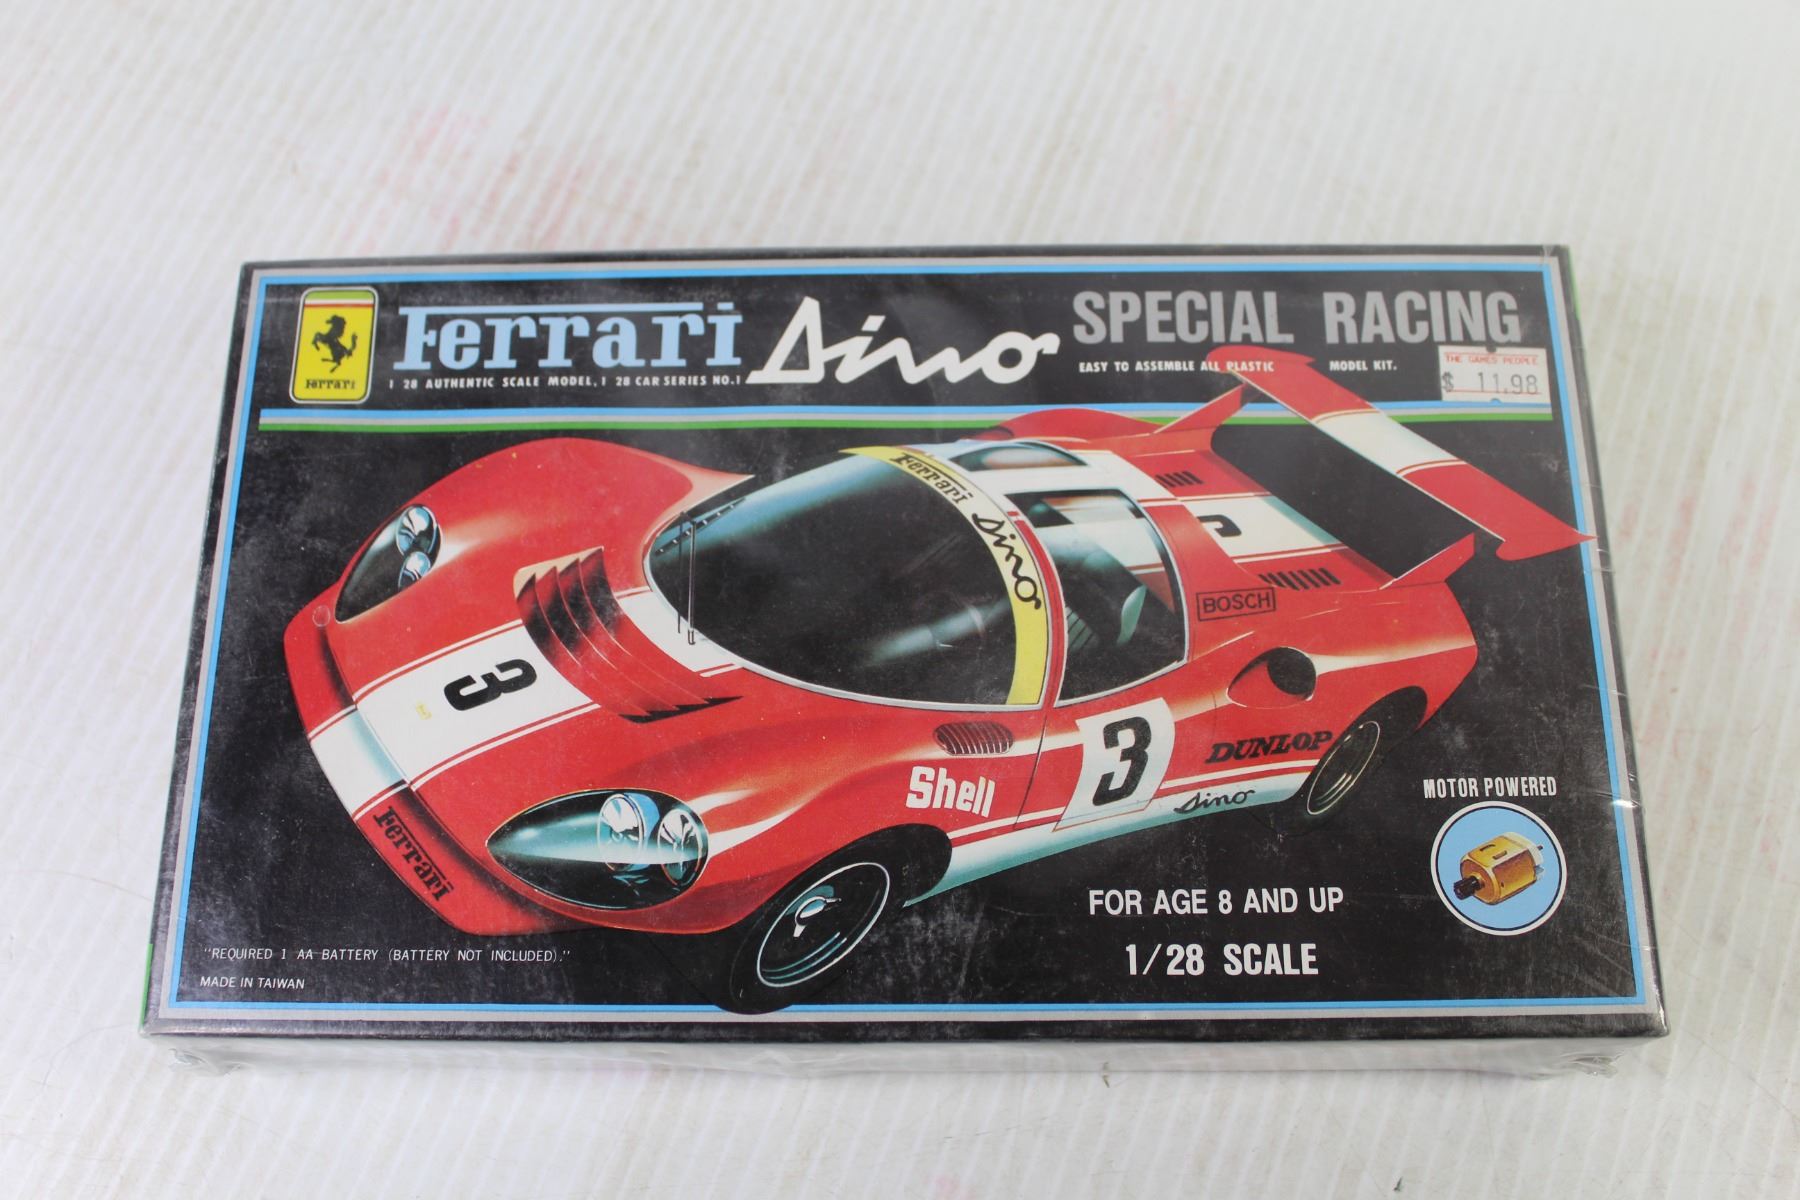 Ferrari Dino SPECIAL RACING
Ferrari
1 28 AUTHENTIC SCALE MODEL, 1 28 CAR SERIES NO.1
EASY TO ASSEMBLE ALL PLASTIC MODEL KIT.
THE GAMES PEOPLE
$ 11.98
Ferrari Dino
3
BOSCH
3
3
DUNLOP
Shell
Dino
Ferrari
MOTOR POWERED
FOR AGE 8 AND UP
1/28 SCALE
"REQUIRED 1 AA BATTERY (BATTERY NOT INCLUDED)."
MADE IN TAIWAN